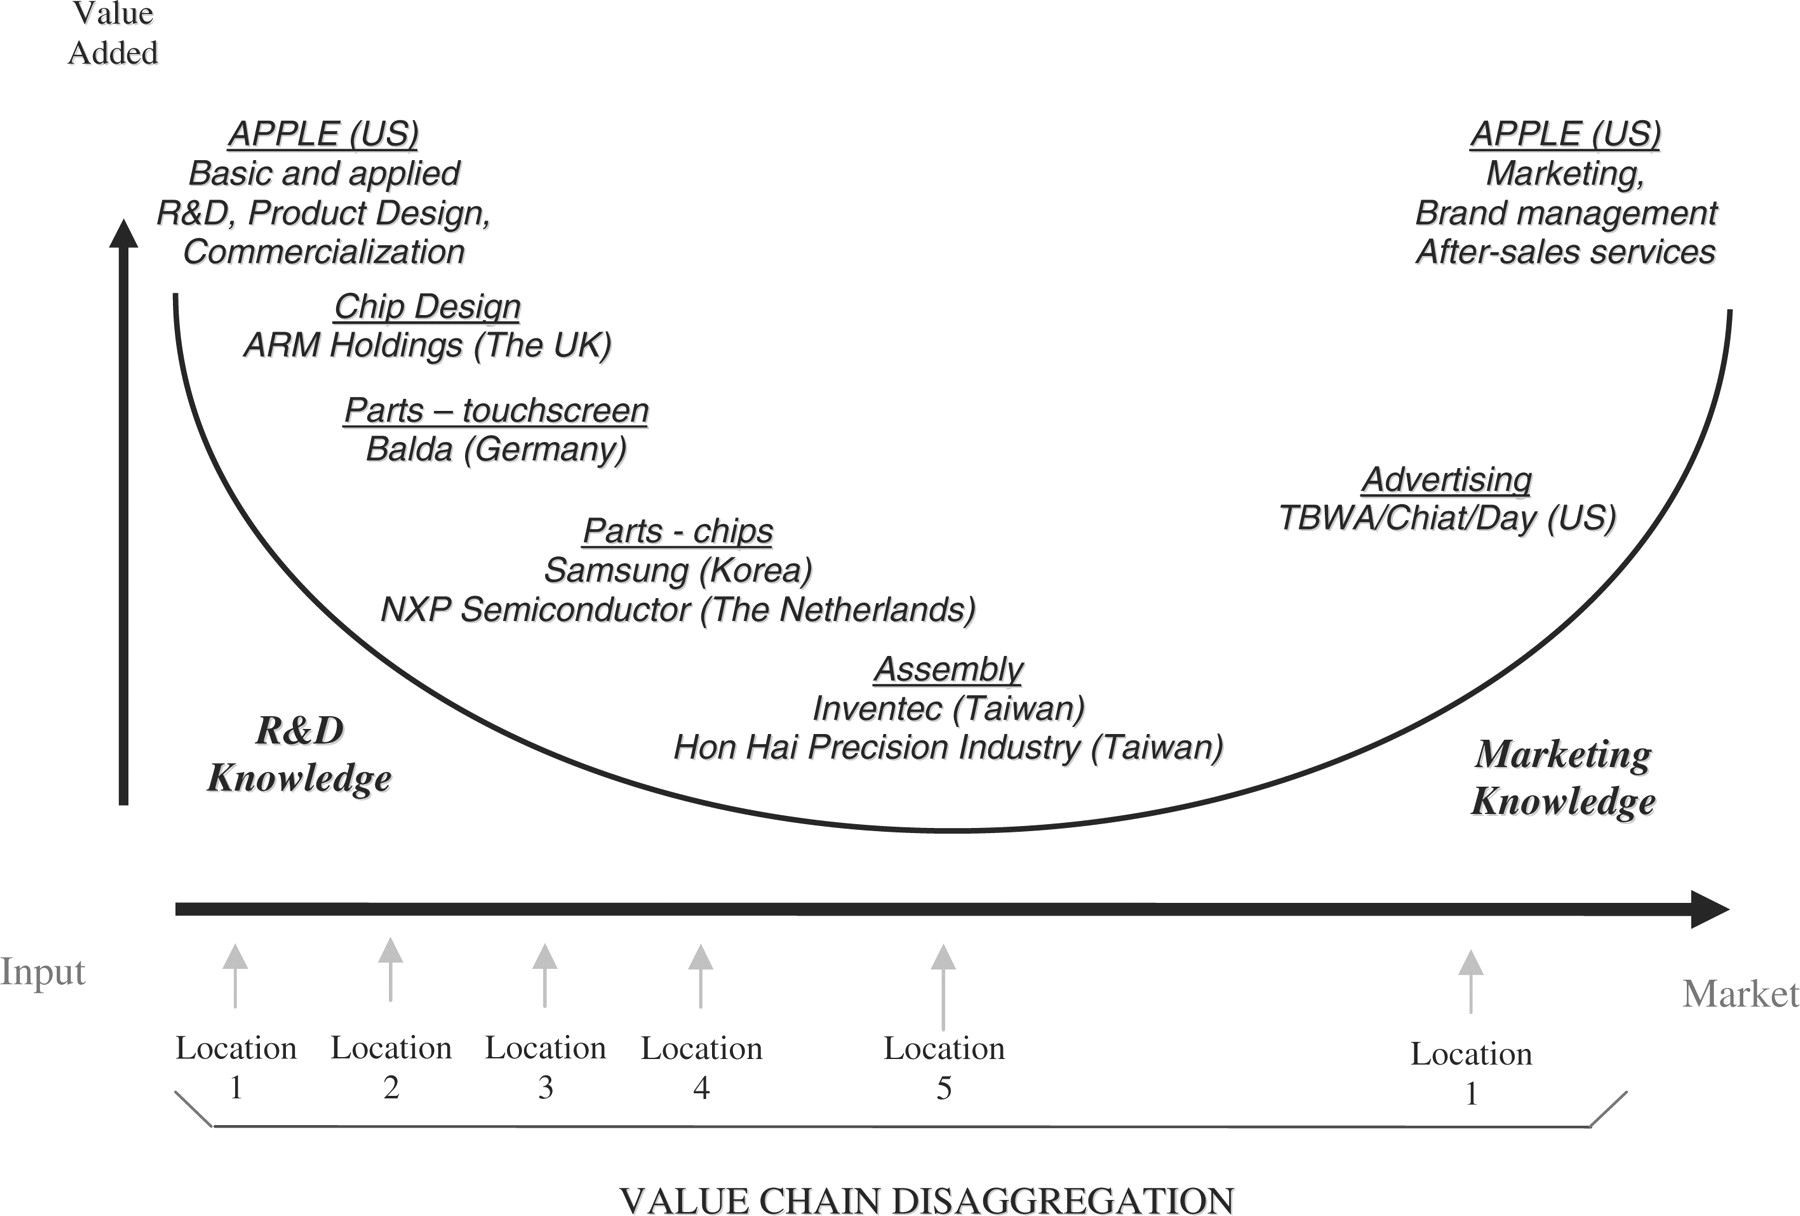 Value
Added
APPLE (US)
Basic and applied
R&D, Product Design,
Commercialization
APPLE (US)
Marketing,
Brand management
After-sales services
Chip Design
ARM Holdings (The UK)
Parts – touchscreen
Balda (Germany)
Advertising
TBWA/Chiat/Day (US)
Parts - chips
Samsung (Korea)
NXP Semiconductor (The Netherlands)
Assembly
Inventec (Taiwan)
Hon Hai Precision Industry (Taiwan)
R&D
Knowledge
Marketing
Knowledge
Input
Market
Location
1
Location
2
Location
3
Location
4
Location
5
Location
1
VALUE CHAIN DISAGGREGATION